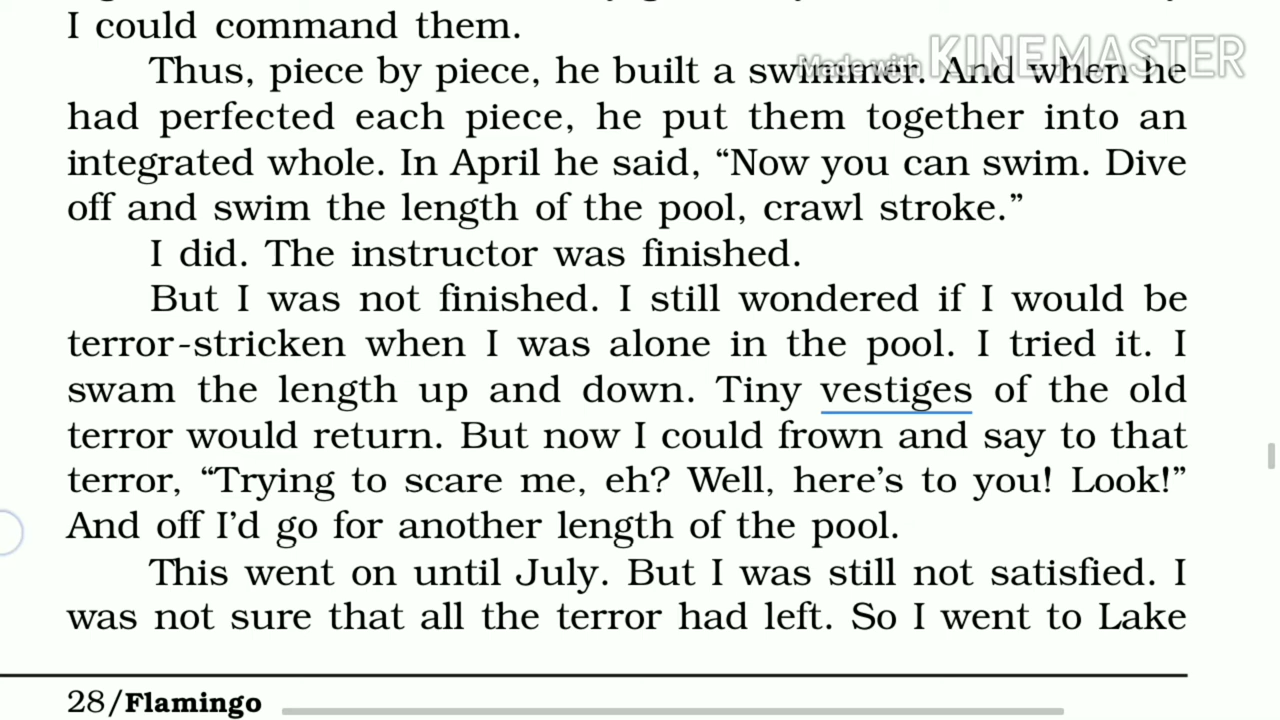 I could command them.
Thus, piece by piece, he built a swimmer. And when he
had perfected each piece, he put them together into an
integrated whole. In April he said, “Now you can swim. Dive
off and swim the length of the pool, crawl stroke.”
I did. The instructor was finished.
But I was not finished. I still wondered if I would be
terror-stricken when I was alone in the pool. I tried it. I
swam the length up and down. Tiny vestiges of the old
terror would return. But now I could frown and say to that
terror, “Trying to scare me, eh? Well, here’s to you! Look!”
And off I’d go for another length of the pool.
This went on until July. But I was still not satisfied. I
was not sure that all the terror had left. So I went to Lake
28/Flamingo
Made with KINEMASTER